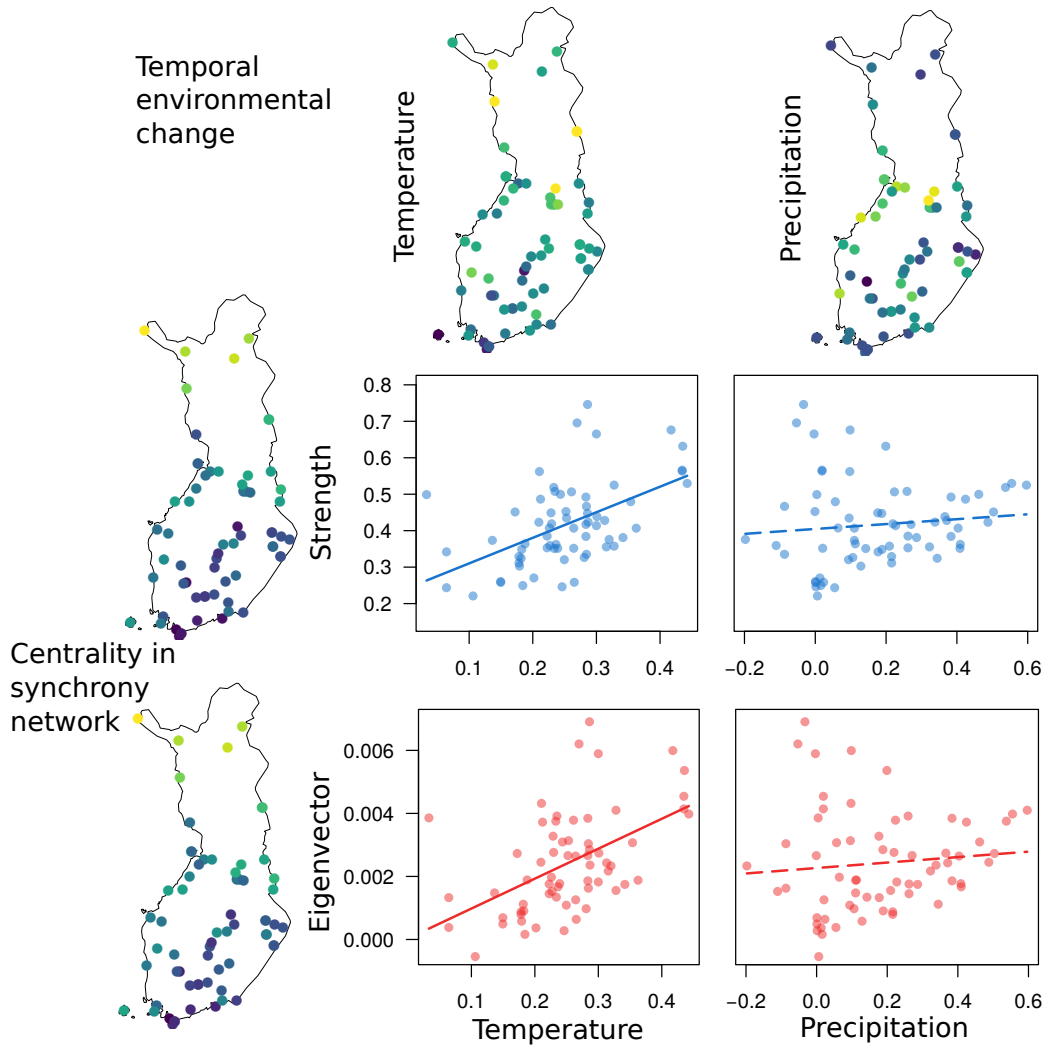 Temporal
environmental
change
Temperature
Precipitation
Strength
0.8
0.7
0.6
0.5
0.4
0.3
0.2
0.1 0.2 0.3 0.4
−0.2 0.0 0.2 0.4 0.6
Centrality in
synchrony
network
Eigenvector
0.006
0.004
0.002
0.000
0.1 0.2 0.3 0.4
−0.2 0.0 0.2 0.4 0.6
Temperature
Precipitation